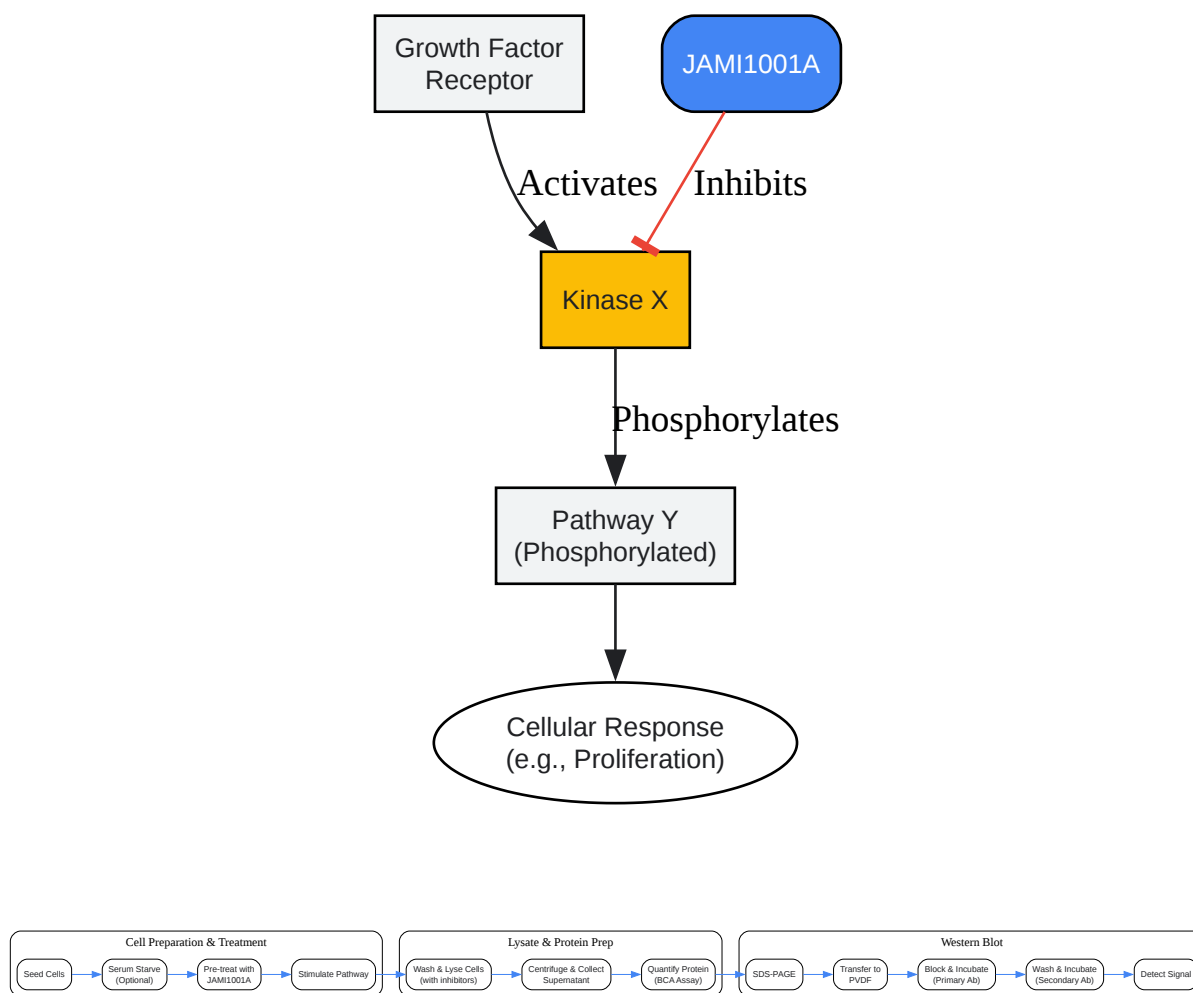 Growth Factor
Receptor
JAMI1001A
Activates
Inhibits
Kinase X
Phosphorylates
Pathway Y
(Phosphorylated)
Cellular Response
(e.g., Proliferation)
Cell Preparation & Treatment
Seed Cells
Serum Starve
(Optional)
Pre-treat with
JAMI1001A
Stimulate Pathway
Lysate & Protein Prep
Wash & Lyse Cells
(with inhibitors)
Centrifuge & Collect
Supernatant
Quantify Protein
(BCA Assay)
Western Blot
SDS-PAGE
Transfer to
PVDF
Block & Incubate
(Primary Ab)
Wash & Incubate
(Secondary Ab)
Detect Signal